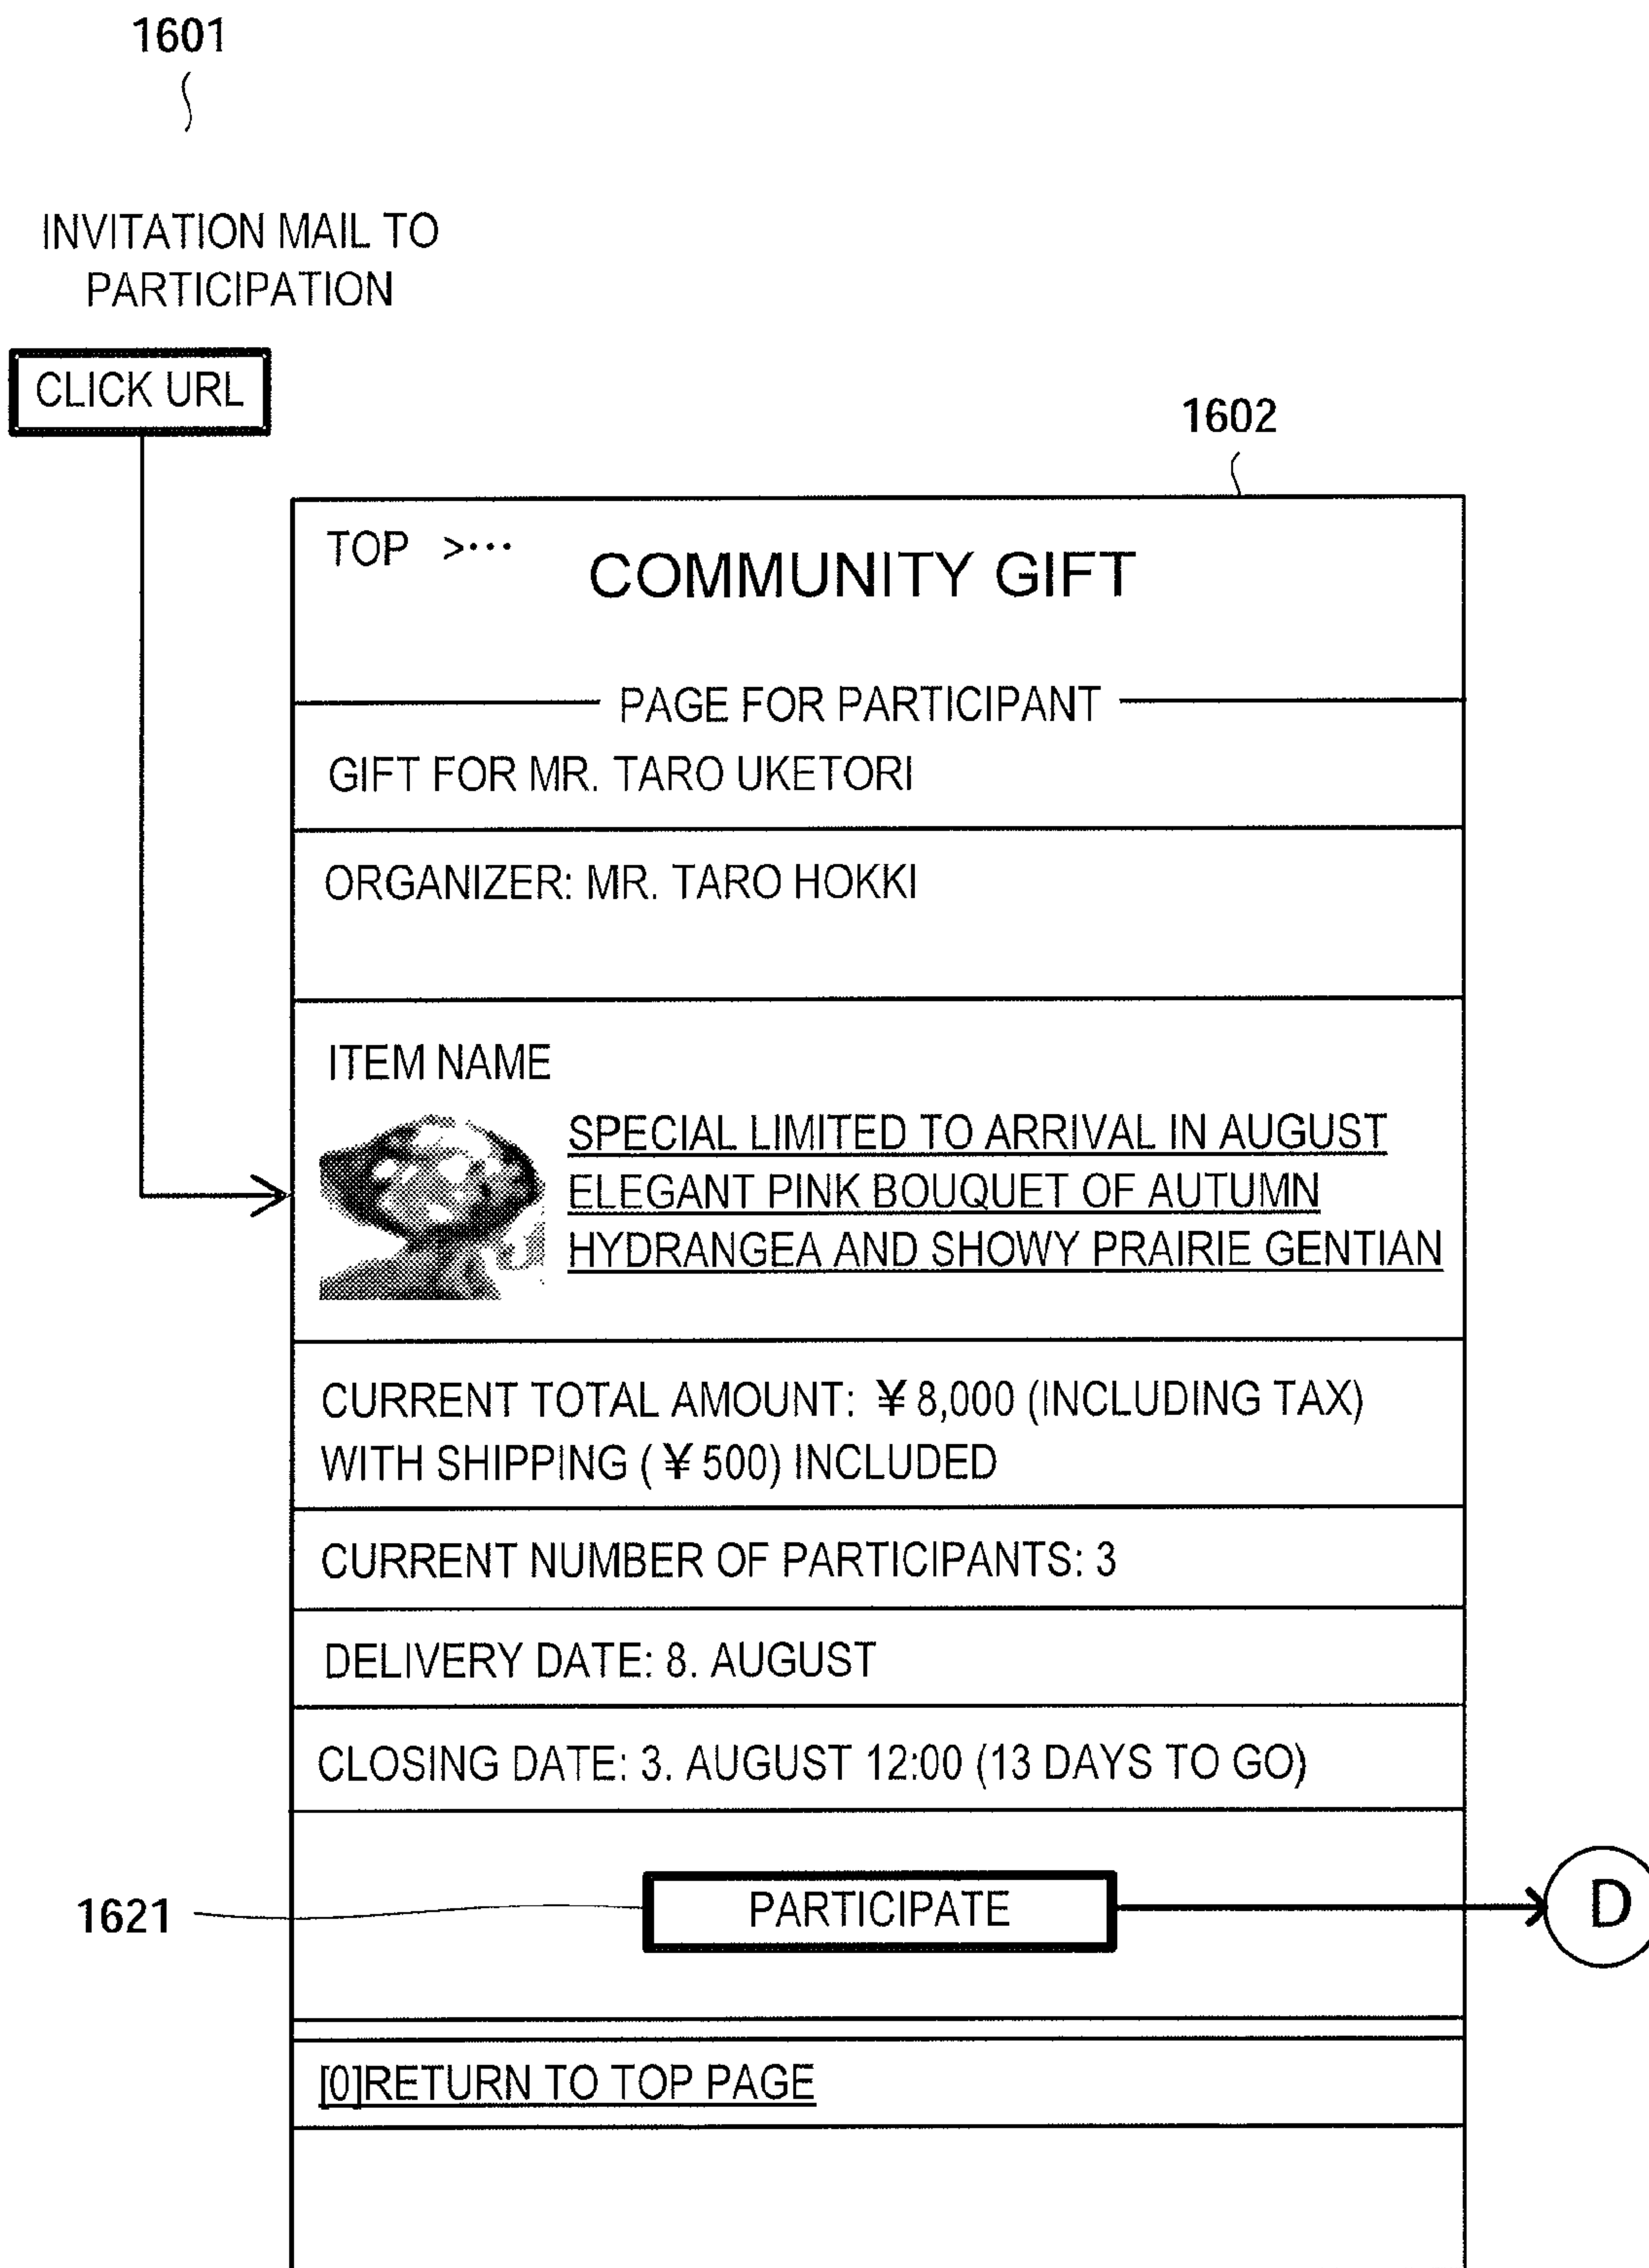 1601
INVITATION MAIL TO
PARTICIPATION
CLICK URL
1602
TOP >···
COMMUNITY GIFT
PAGE FOR PARTICIPANT
GIFT FOR MR. TARO UKETORI
ORGANIZER: MR. TARO HOKKI
ITEM NAME
SPECIAL LIMITED TO ARRIVAL IN AUGUST
ELEGANT PINK BOUQUET OF AUTUMN
HYDRANGEA AND SHOWY PRAIRIE GENTIAN
CURRENT TOTAL AMOUNT: ¥8,000 (INCLUDING TAX)
WITH SHIPPING (¥500) INCLUDED
CURRENT NUMBER OF PARTICIPANTS: 3
DELIVERY DATE: 8. AUGUST
CLOSING DATE: 3. AUGUST 12:00 (13 DAYS TO GO)
1621
PARTICIPATE
D
[0]RETURN TO TOP PAGE